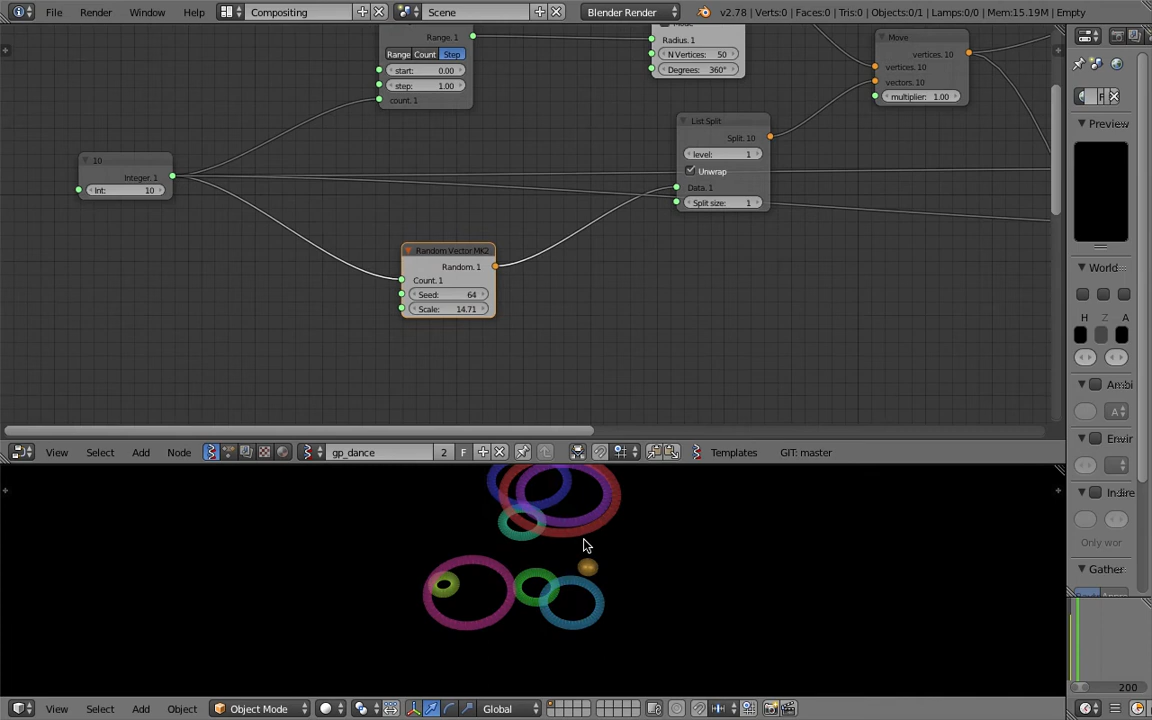 File Render Window Help Compositing Scene Blender Render v2.78 | Verts:0 | Faces:0 | Tris:0 | Objects:0/1 | Lamps:0/0 | Mem:15.19M | Empty
Range. 1
Range Count Step
start: 0.00
step: 1.00
count. 1
Radius. 1
N Vertices: 50
Degrees: 360°
Move
vertices. 10
vertices. 10
vectors. 10
multiplier: 1.00
F
Preview
List Split
Split. 10
level: 1
Unwrap
Data. 1
Split size: 1
10
Integer. 1
Int: 10
Random Vector MK2
Random. 1
Count. 1
Seed: 64
Scale: 14.71
World
H Z A
Ambi
A
Envir
Indire
Only wor
Gather
View Select Add Node gp_dance 2 F Templates GIT: master
200
View Select Add Object Object Mode Global